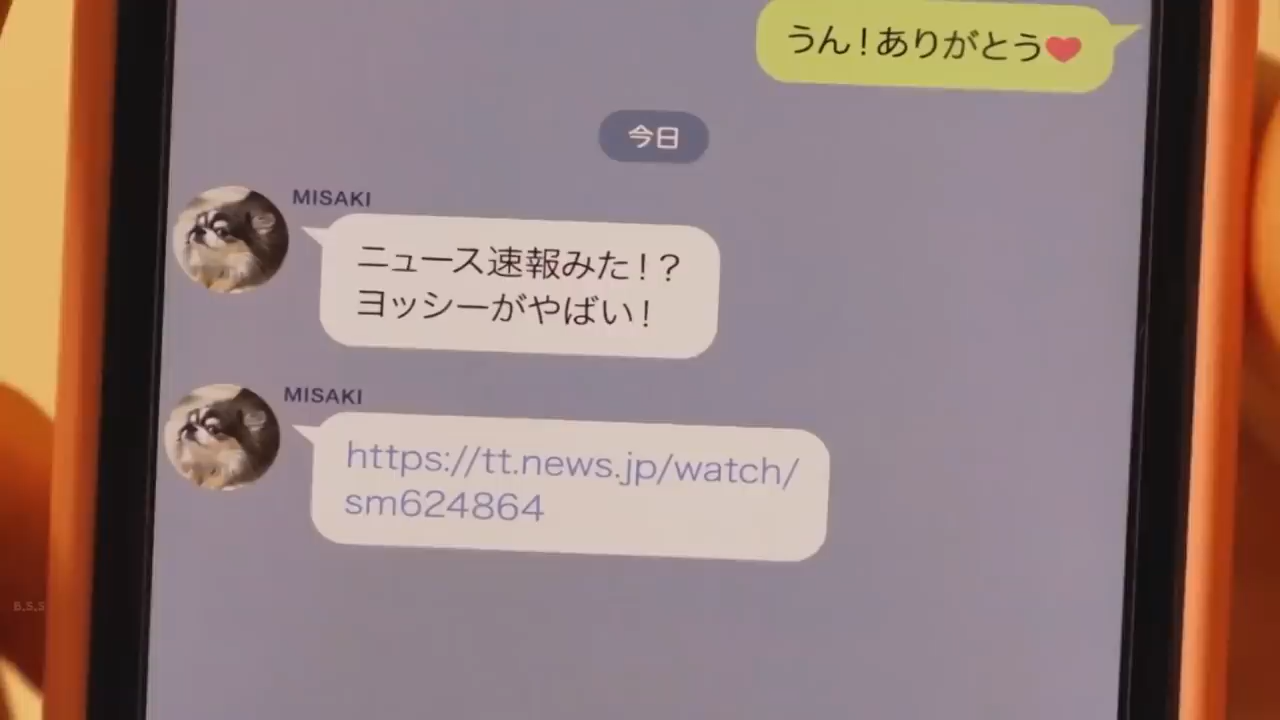 うん！ありがとう❤
今日
MISAKI
ニュース速報みた！？
ヨッシーがやばい！
MISAKI
https://tt.news.jp/watch/
sm624864
B.S.S